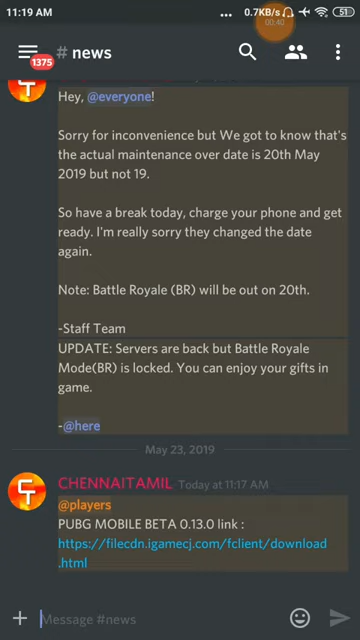 11:19 AM
... 0.7KB/s 51
00:40
1375
# news
Hey, @everyone!
Sorry for inconvenience but We got to know that's
the actual maintenance over date is 20th May
2019 but not 19.
So have a break today, charge your phone and get
ready. I'm really sorry they changed the date
again.
Note: Battle Royale (BR) will be out on 20th.
-Staff Team
UPDATE: Servers are back but Battle Royale
Mode(BR) is locked. You can enjoy your gifts in
game.
-@here
May 23, 2019
CHENNAITAMIL Today at 11:17 AM
@players
PUBG MOBILE BETA 0.13.0 link :
https://filecdn.igamecj.com/fclient/download
.html
Message #news